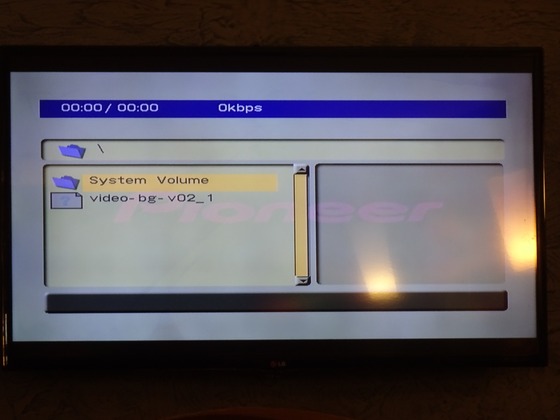 00:00 / 00:00 0kbps
\
System Volume
video-bg-v02_1
Pioneer
?
LG